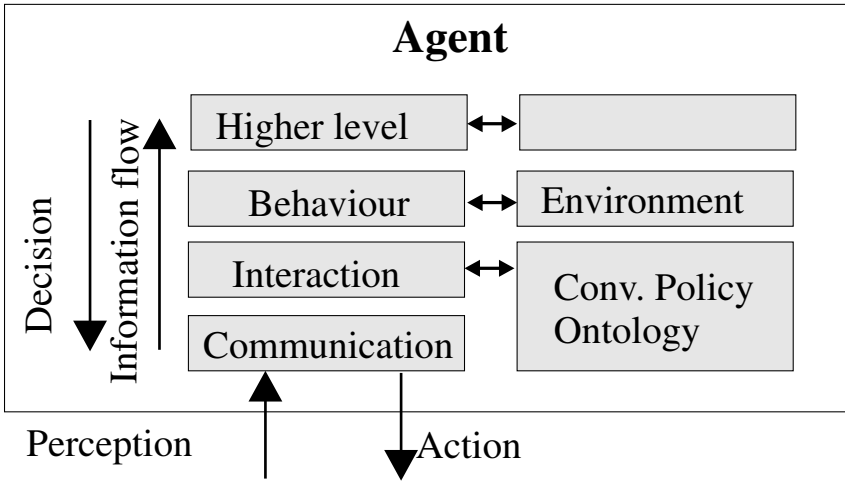 Agent
Higher level
Behaviour
Environment
Interaction
Conv. Policy
Ontology
Communication
Decision
Information flow
Perception
Action